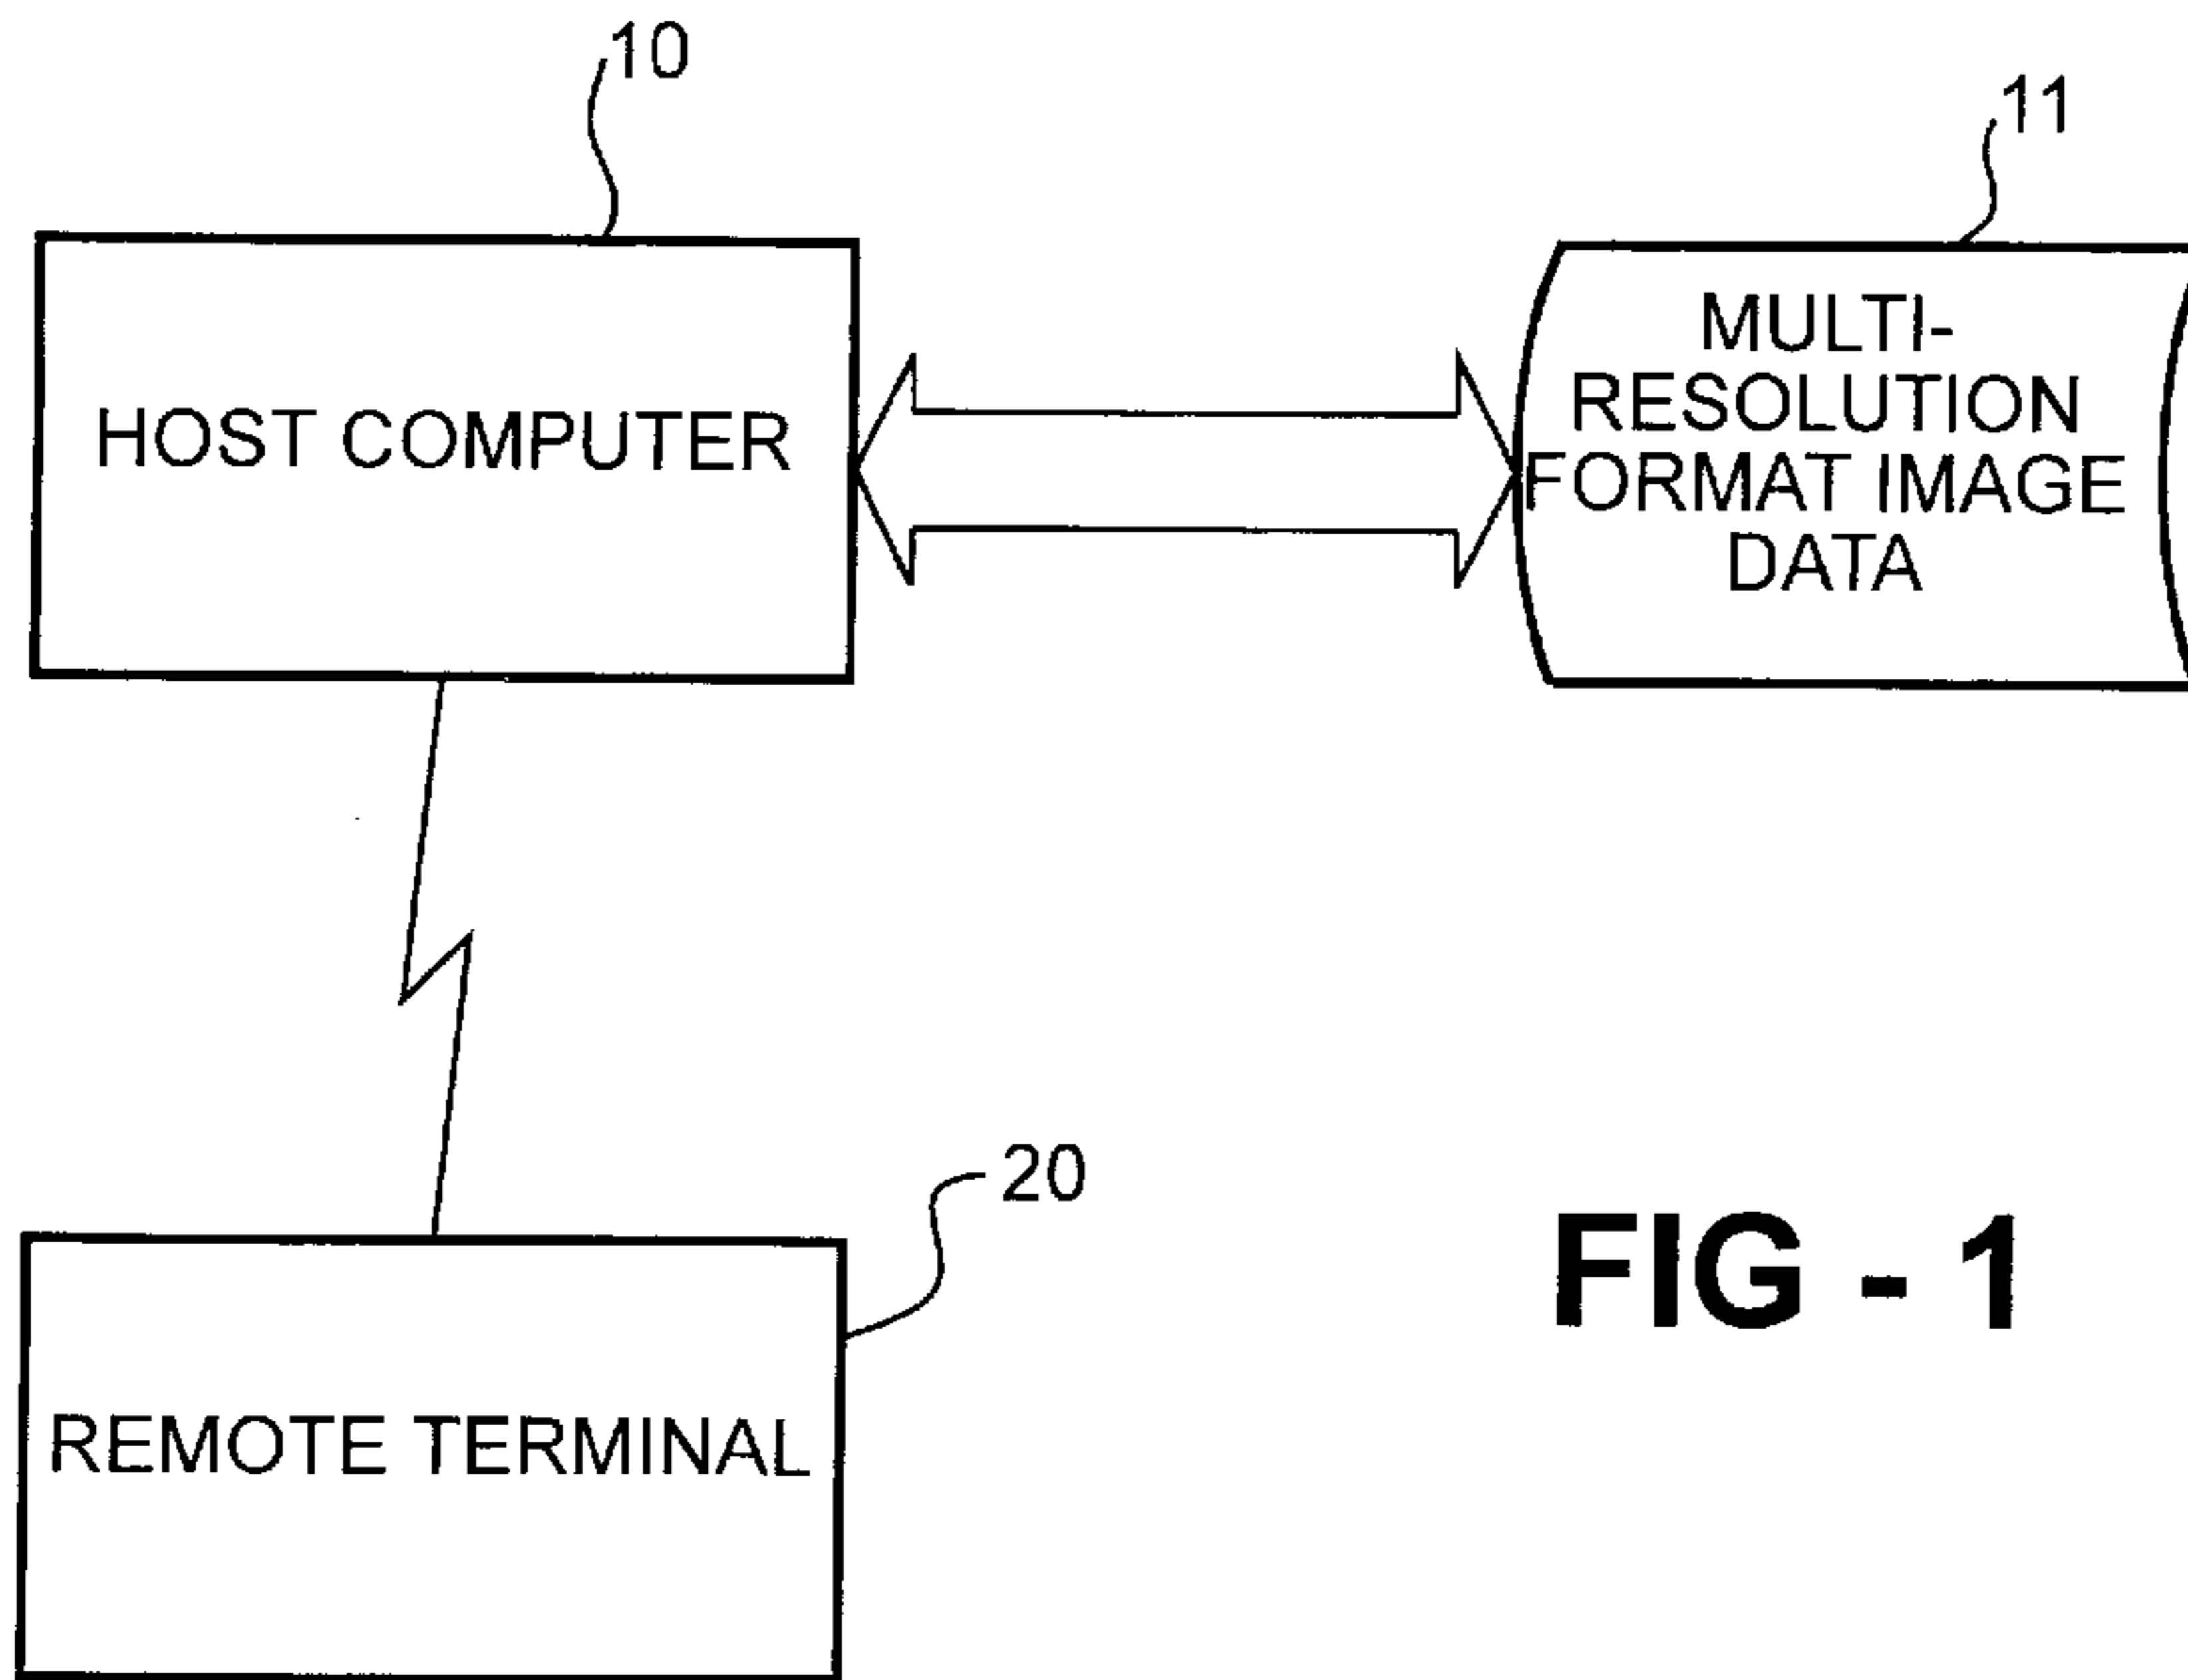 10
11
HOST COMPUTER
MULTI-
RESOLUTION
FORMAT IMAGE
DATA
20
REMOTE TERMINAL
FIG - 1